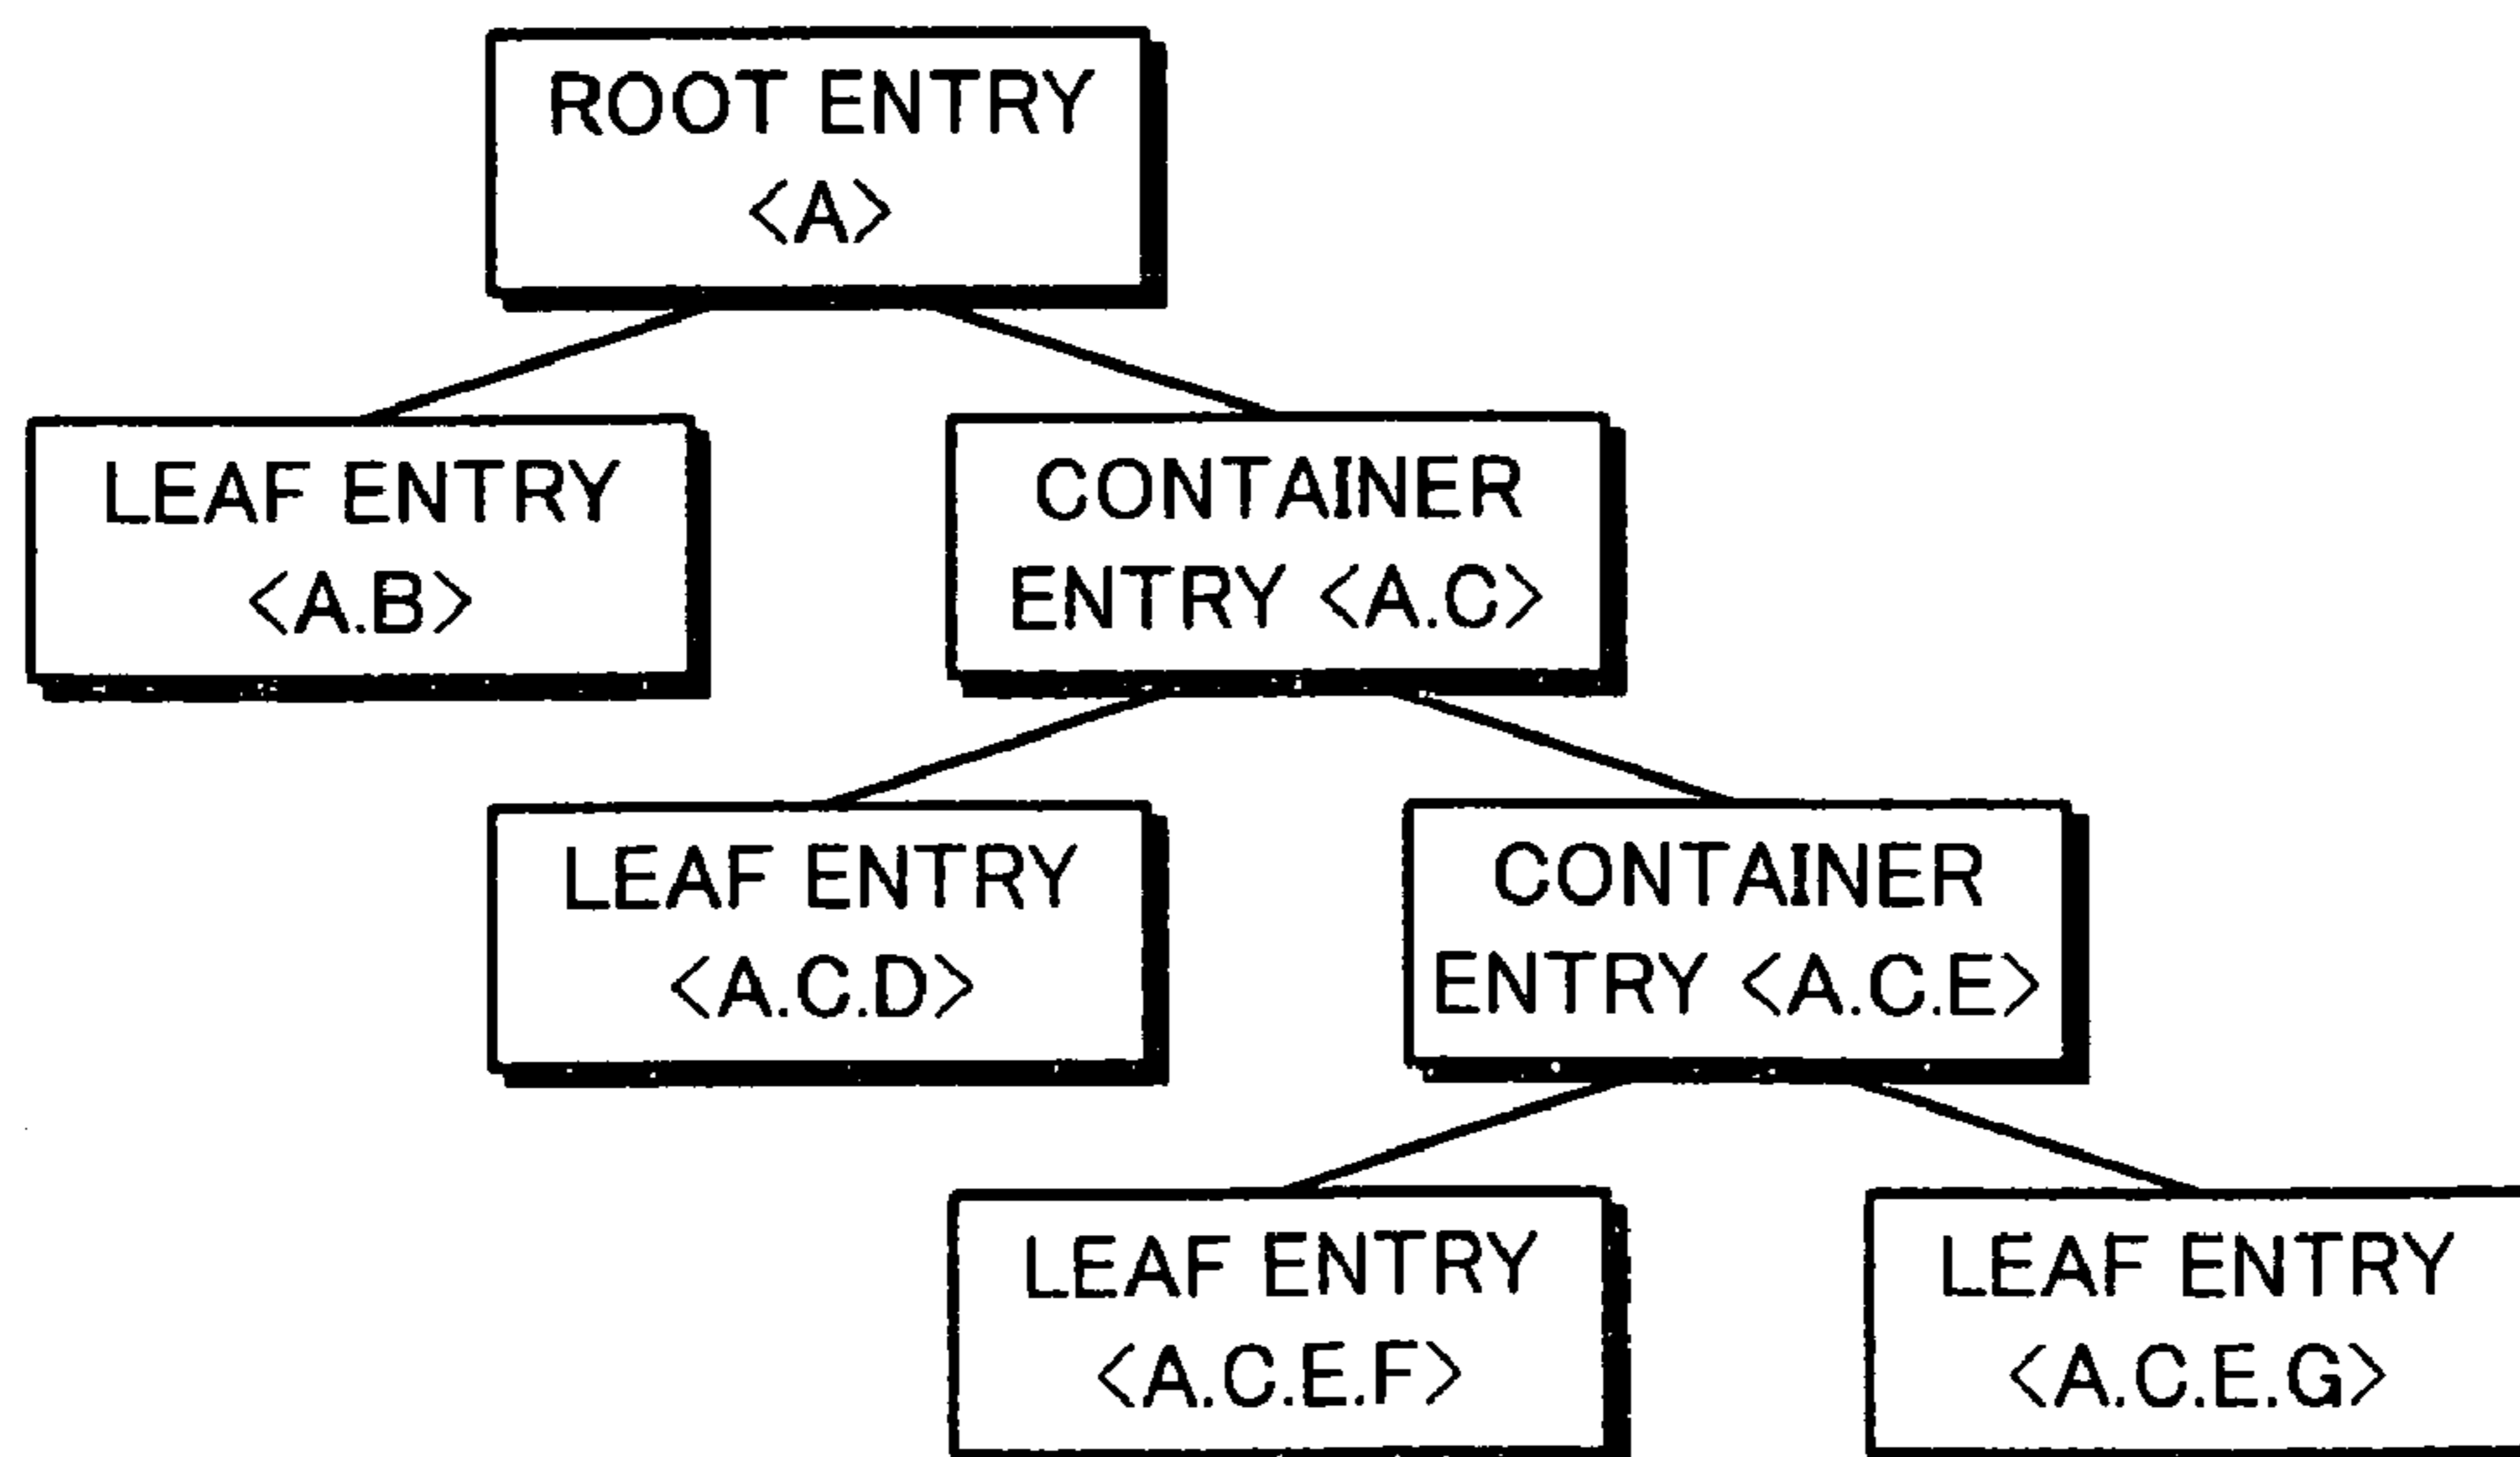 ROOT ENTRY
<A>
LEAF ENTRY
<A.B>
CONTAINER
ENTRY <A.C>
LEAF ENTRY
<A.C.D>
CONTAINER
ENTRY <A.C.E>
LEAF ENTRY
<A.C.E.F>
LEAF ENTRY
<A.C.E.G>